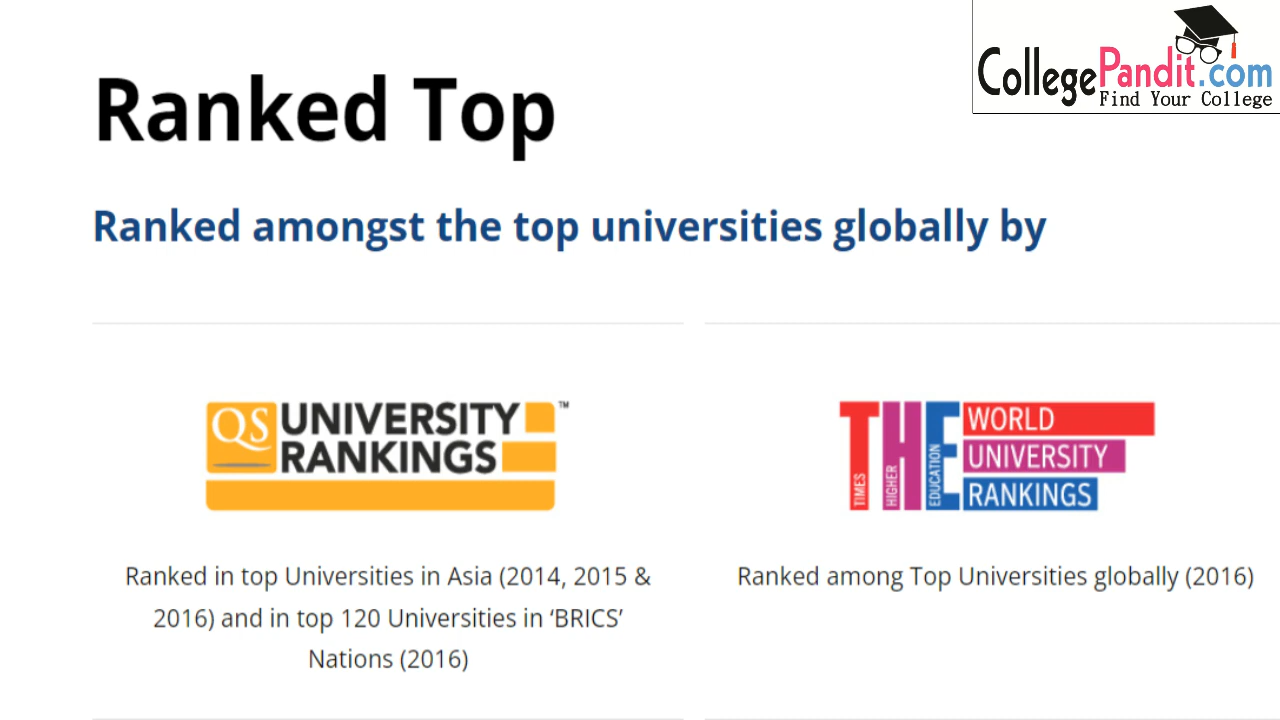 CollegePandit.com
Find Your College
Ranked Top
Ranked amongst the top universities globally by
QS UNIVERSITY RANKINGS ™
TIMES HIGHER EDUCATION
WORLD
UNIVERSITY
RANKINGS
Ranked in top Universities in Asia (2014, 2015 &
2016) and in top 120 Universities in ‘BRICS’
Nations (2016)
Ranked among Top Universities globally (2016)